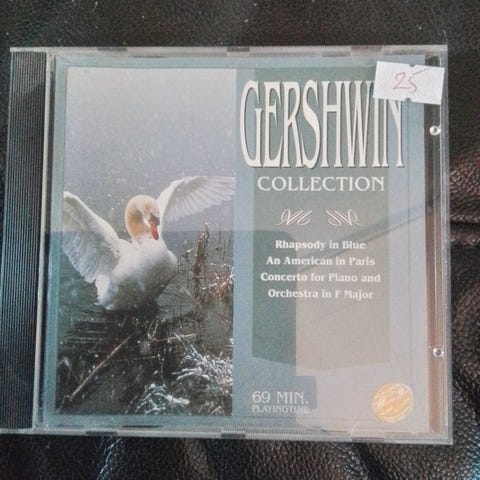 25
GERSHWIN
COLLECTION
Rhapsody in Blue
An American in Paris
Concerto for Piano and
Orchestra in F Major
69 MIN.
PLAYINGTIME